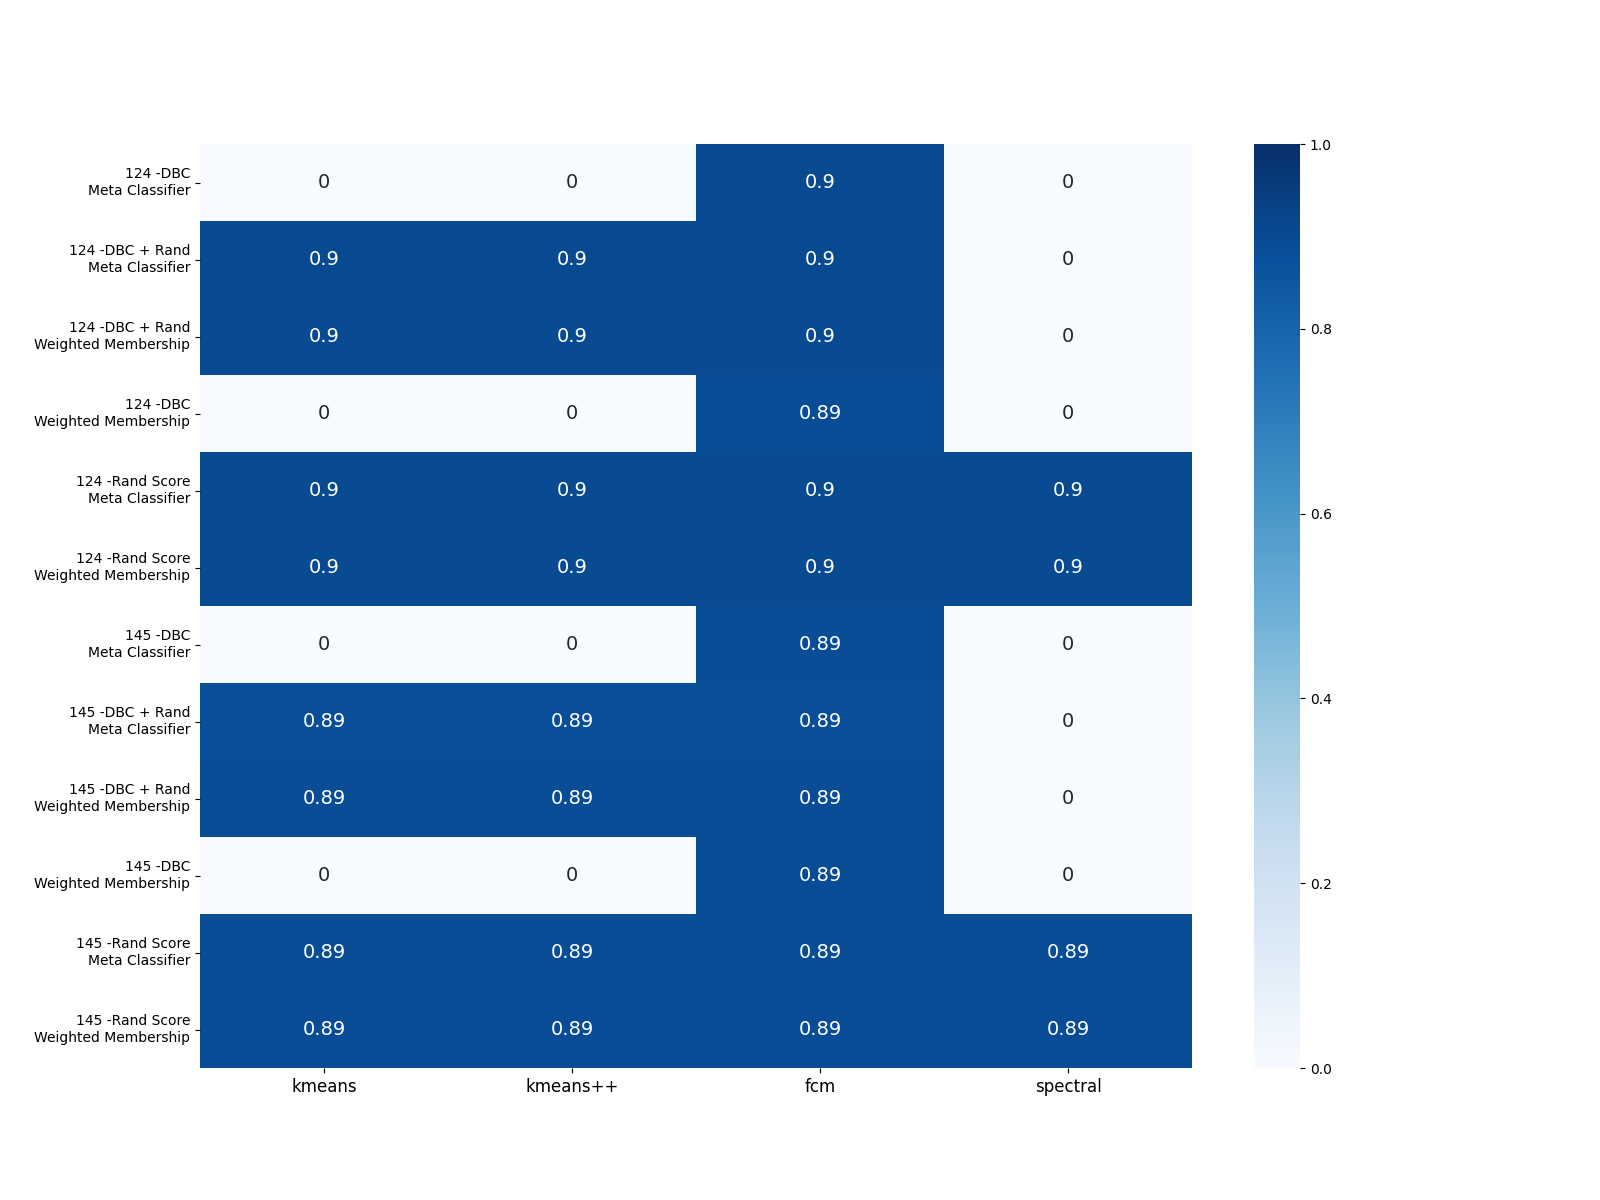 124 -DBC
Meta Classifier
0 0 0.9 0
124 -DBC + Rand
Meta Classifier
0.9 0.9 0.9 0
124 -DBC + Rand
Weighted Membership
0.9 0.9 0.9 0
124 -DBC
Weighted Membership
0 0 0.89 0
124 -Rand Score
Meta Classifier
0.9 0.9 0.9 0.9
124 -Rand Score
Weighted Membership
0.9 0.9 0.9 0.9
145 -DBC
Meta Classifier
0 0 0.89 0
145 -DBC + Rand
Meta Classifier
0.89 0.89 0.89 0
145 -DBC + Rand
Weighted Membership
0.89 0.89 0.89 0
145 -DBC
Weighted Membership
0 0 0.89 0
145 -Rand Score
Meta Classifier
0.89 0.89 0.89 0.89
145 -Rand Score
Weighted Membership
0.89 0.89 0.89 0.89
kmeans kmeans++ fcm spectral
1.0
0.8
0.6
0.4
0.2
0.0